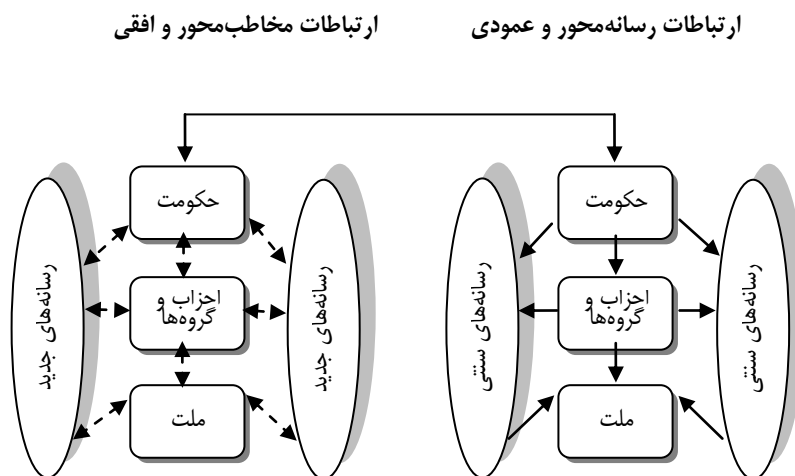 ارتباطات رسانه‌محور و عمودی
ارتباطات مخاطب‌محور و افقی
رسانه‌های سنتی
حکومت
احزاب و
گروه‌ها
ملت
رسانه‌های سنتی
رسانه‌های جدید
حکومت
احزاب و
گروه‌ها
ملت
رسانه‌های جدید